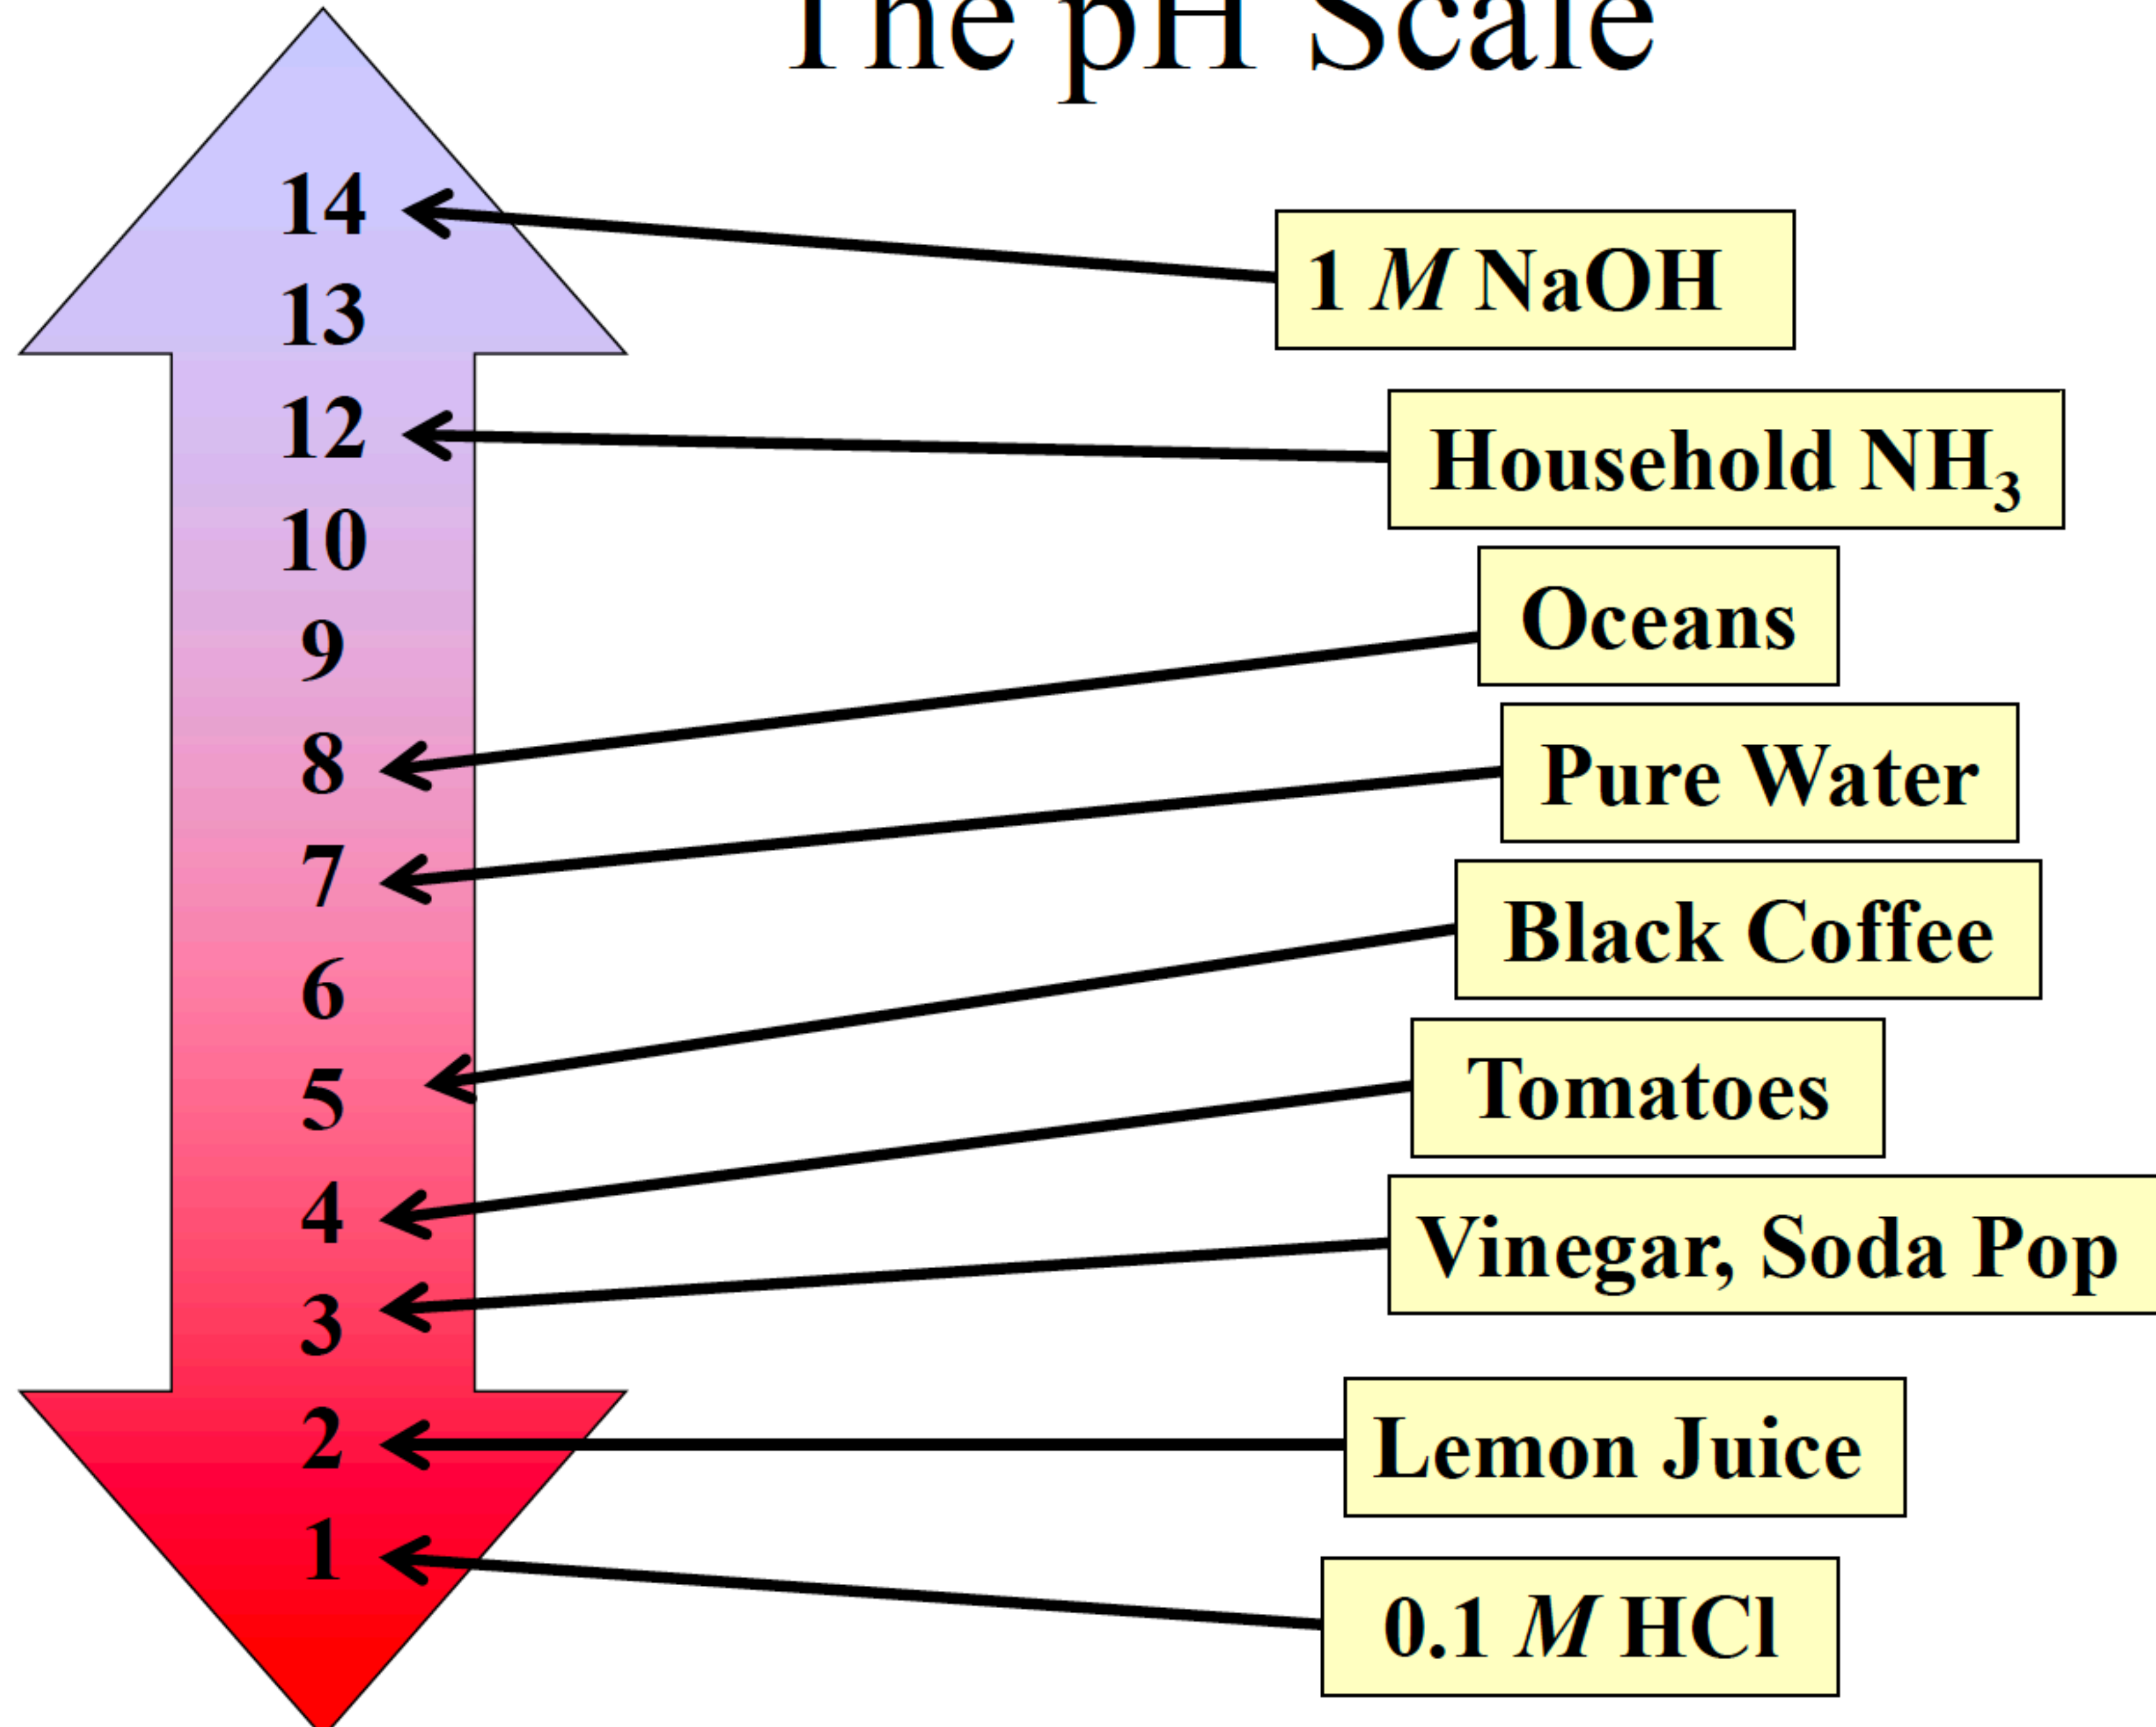 The pH Scale
14
13
12
10
9
8
7
6
5
4
3
2
1
1 M NaOH
Household NH₃
Oceans
Pure Water
Black Coffee
Tomatoes
Vinegar, Soda Pop
Lemon Juice
0.1 M HCl